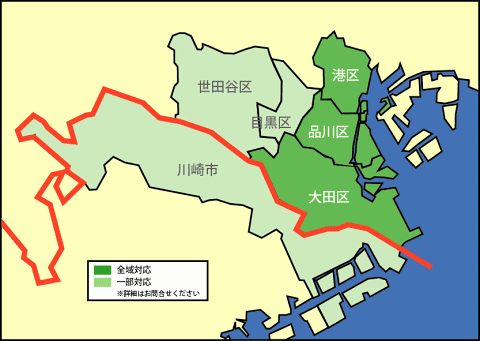 港区
世田谷区
目黒区
品川区
川崎市
大田区
全域対応
一部対応
※詳細はお問合せください